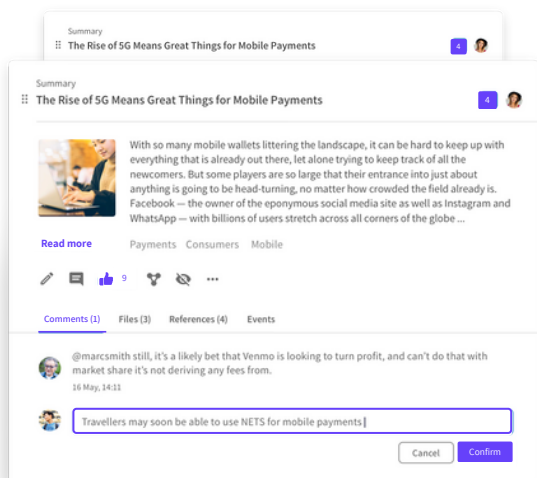 Summary
The Rise of 5G Means Great Things for Mobile Payments
4
Summary
The Rise of 5G Means Great Things for Mobile Payments
4
With so many mobile wallets littering the landscape, it can be hard to keep up with
everything that is already out there, let alone trying to keep track of all the
newcomers. But some players are so large that their entrance into just about
anything is going to be head-turning, no matter how crowded the field already is.
Facebook — the owner of the eponymous social media site as well as Instagram and
WhatsApp — with billions of users stretch across all corners of the globe ...
Read more
Payments Consumers Mobile
9
Comments (1) Files (3) References (4) Events
@marcsmith still, it's a likely bet that Venmo is looking to turn profit, and can't do that with
market share it's not deriving any fees from.
16 May, 14:11
Travellers may soon be able to use NETS for mobile payments
Cancel Confirm